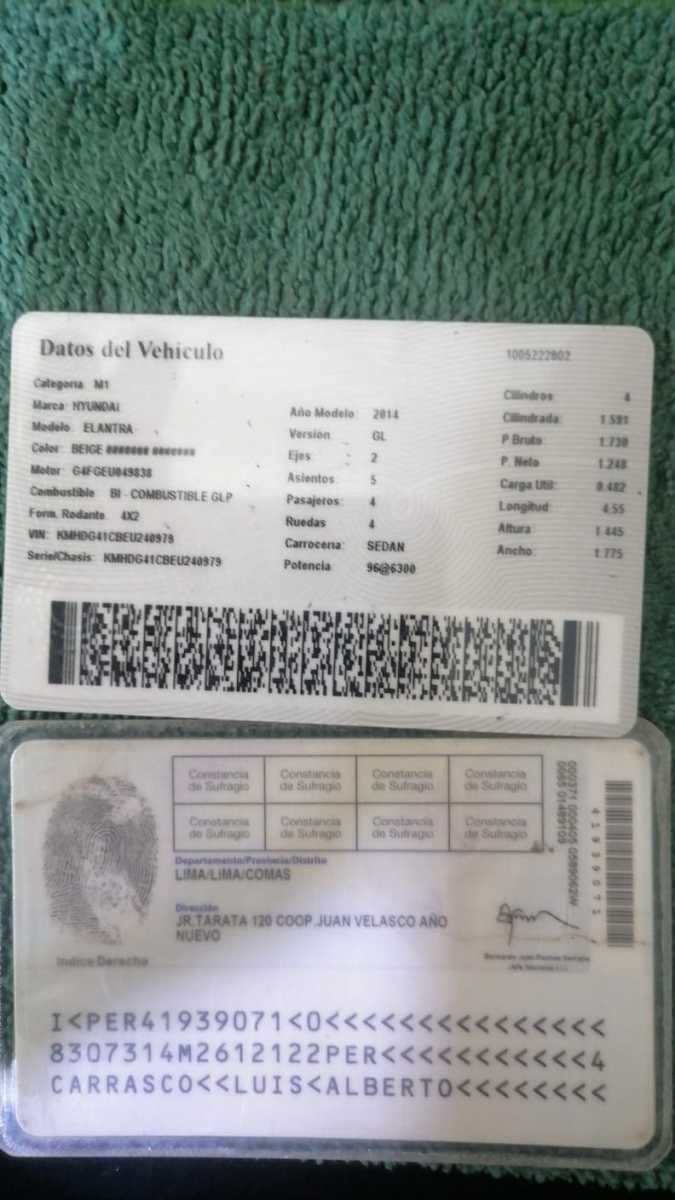 Datos del Vehículo 1005222802
Categoria M1
Marca: HYUNDAI
Modelo: ELANTRA
Color: BEIGE ####### #######
Motor: G4FGEU049838
Combustible BI - COMBUSTIBLE GLP
Form. Rodante. 4X2
VIN: KMHDG41CBEU240979
Serie/Chasis: KMHDG41CBEU240979
Año Modelo: 2014
Versión: GL
Ejes : 2
Asientos: 5
Pasajeros: 4
Ruedas 4
Carrocería: SEDAN
Potencia: 96@6300
Cilindros 4
Cilindrada: 1.591
P Bruto 1.730
P. Neto 1.248
Carga Util: 0.482
Longitud: 4.55
Altura 1.445
Ancho: 1.775
Constancia de Sufragio Constancia de Sufragio Constancia de Sufragio Constancia de Sufragio
Constancia de Sufragio Constancia de Sufragio Constancia de Sufragio Constancia de Sufragio
Departamento/Provincia/Distrito
LIMA/LIMA/COMAS
Dirección
JR.TARATA 120 COOP.JUAN VELASCO AÑO
NUEVO
Indice Derecho
41939071
I<PER41939071<0<<<<<<<<<<<<<<<
8307314M2612122PER<<<<<<<<<<<4
CARRASCO<<LUIS<ALBERTO<<<<<<<<